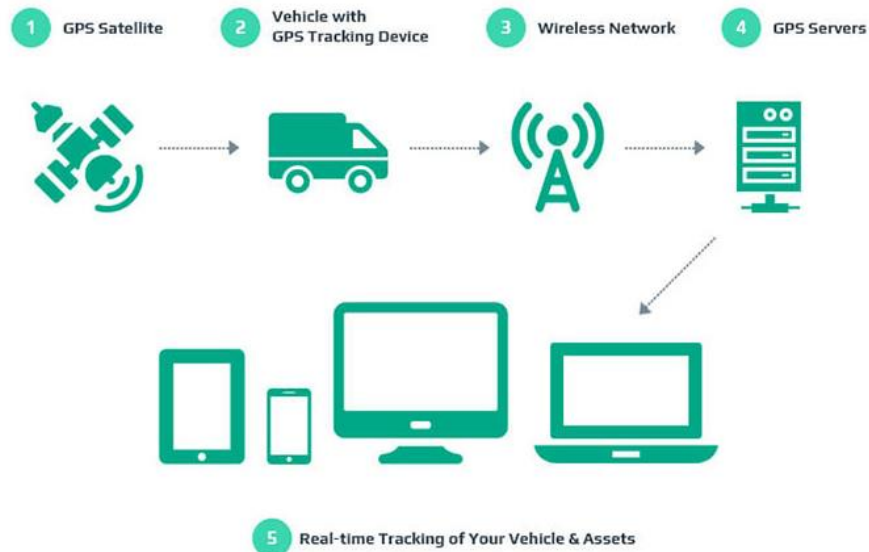 1 GPS Satellite
2 Vehicle with
GPS Tracking Device
3 Wireless Network
4 GPS Servers
5 Real-time Tracking of Your Vehicle & Assets